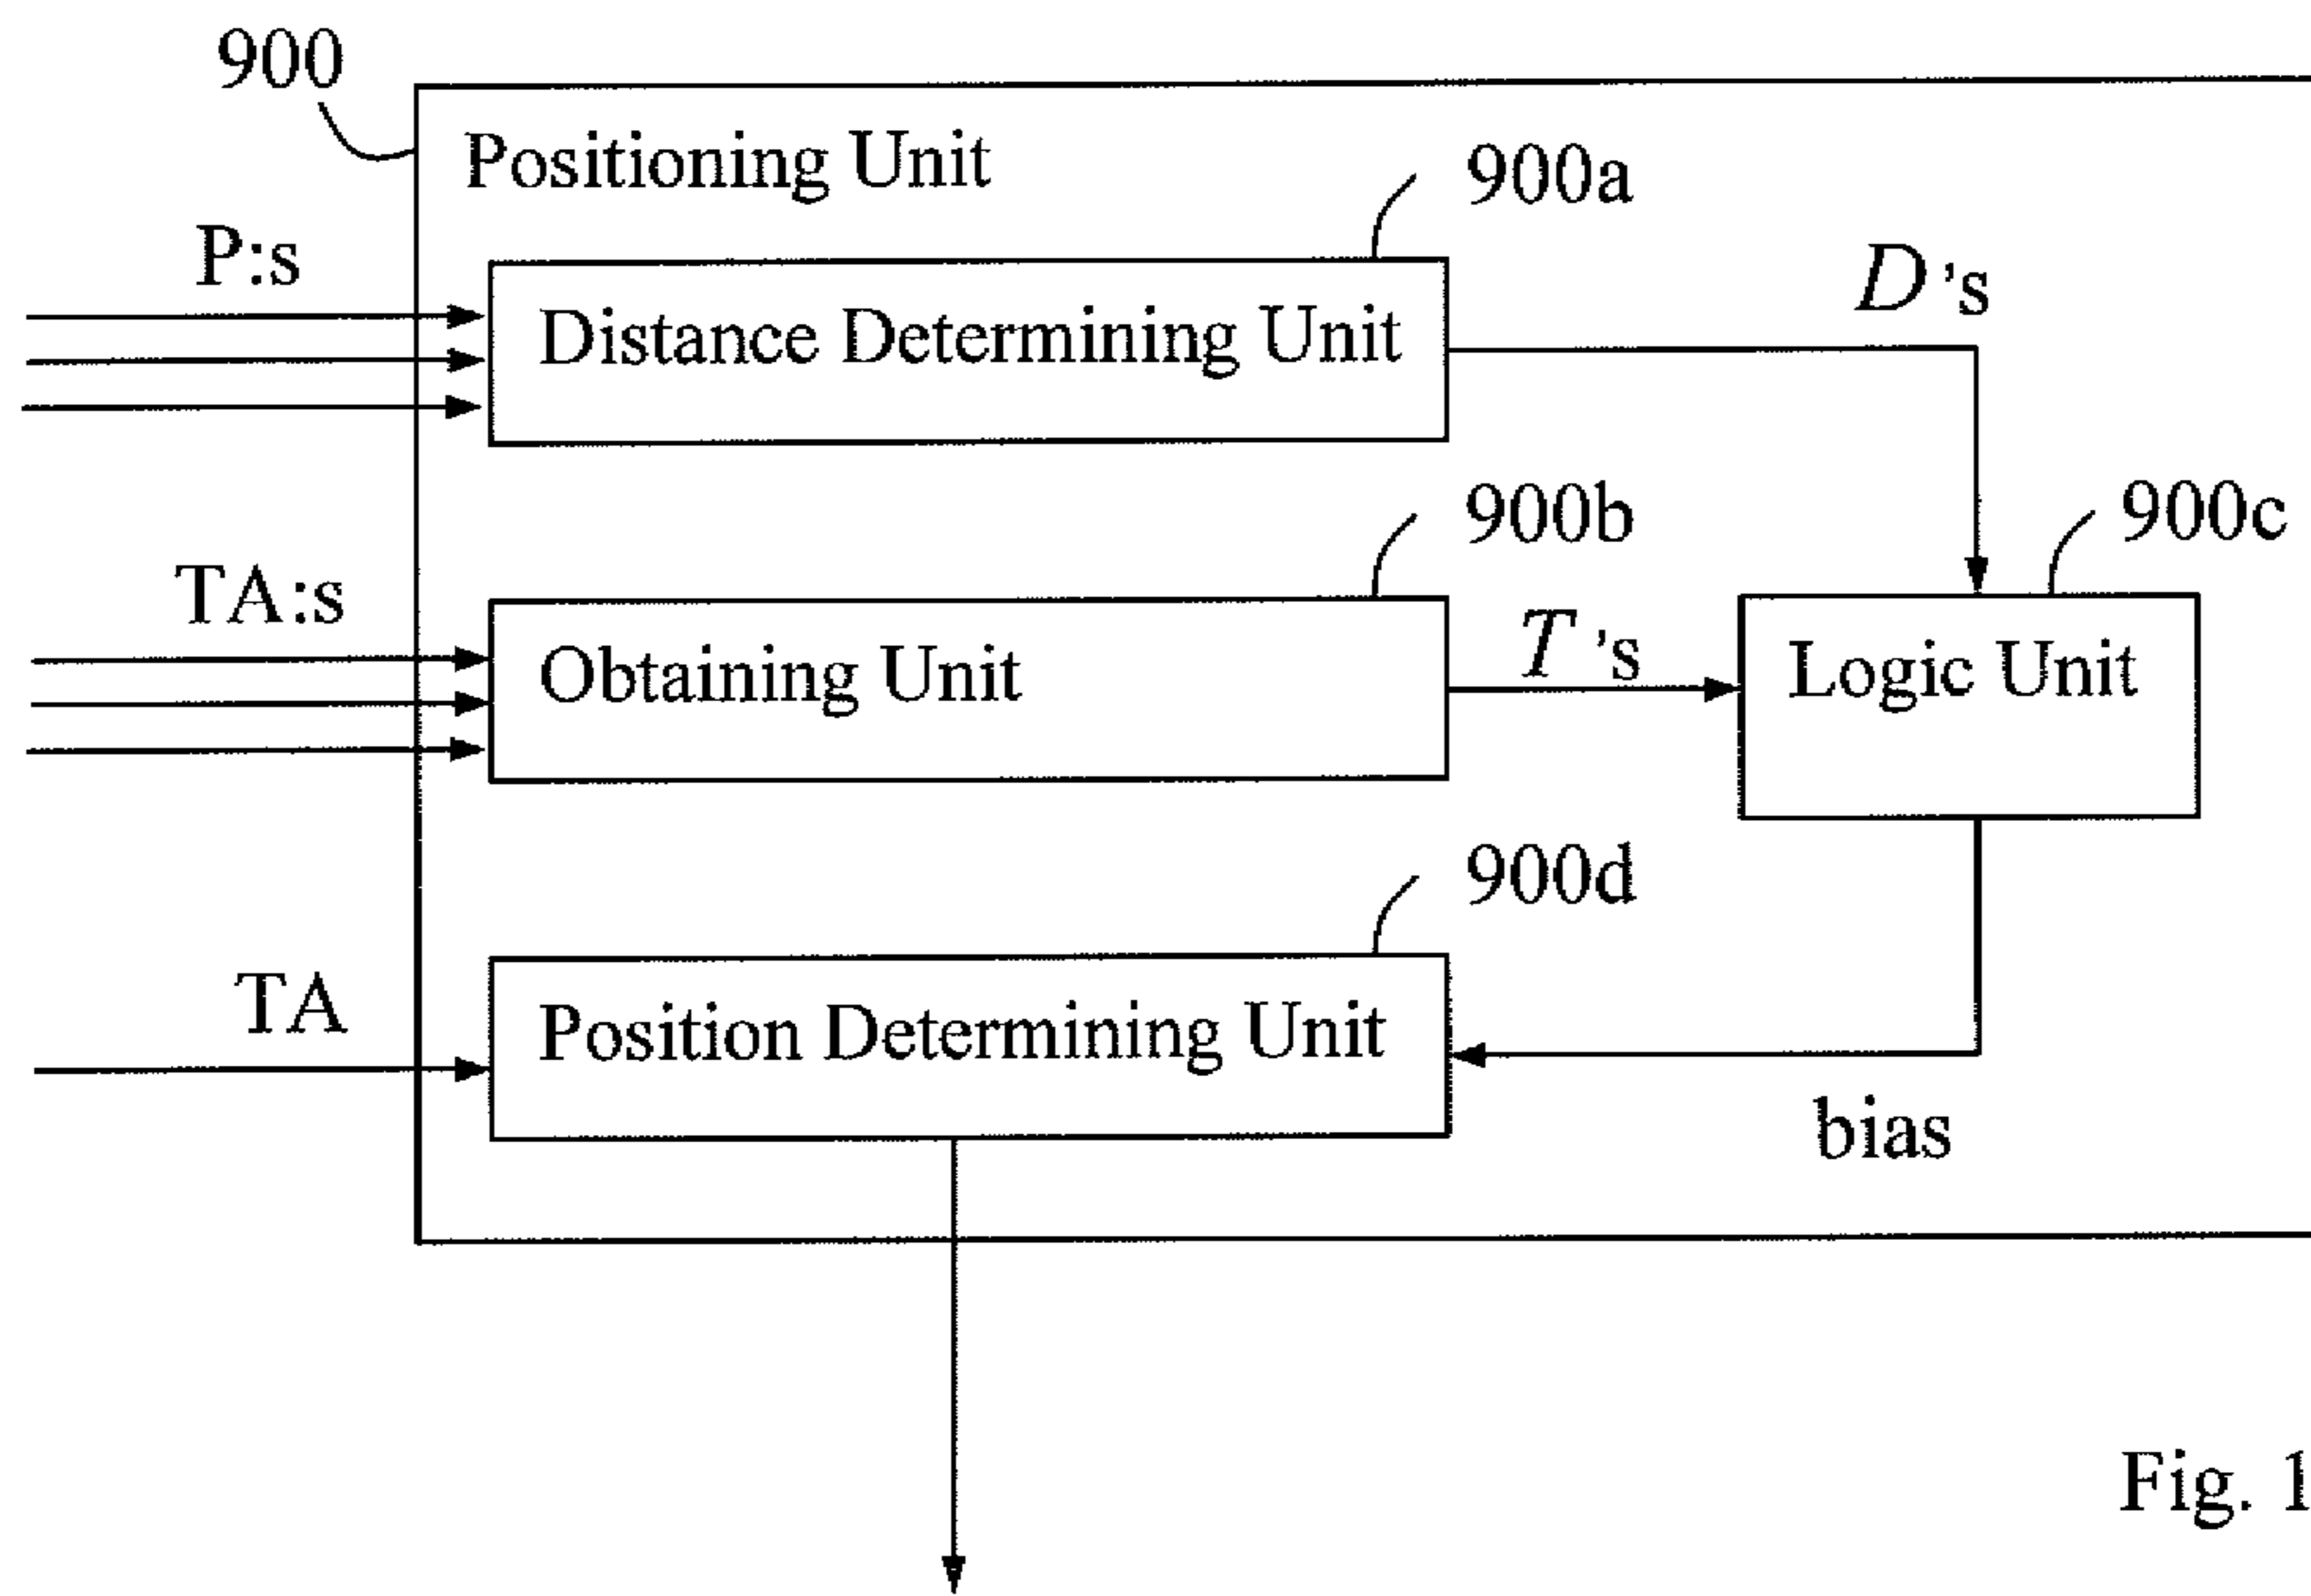 900
Positioning Unit
900a
P:s
D's
Distance Determining Unit
900b
900c
TA:s
T's
Obtaining Unit
Logic Unit
900d
TA
Position Determining Unit
bias
Fig. 1